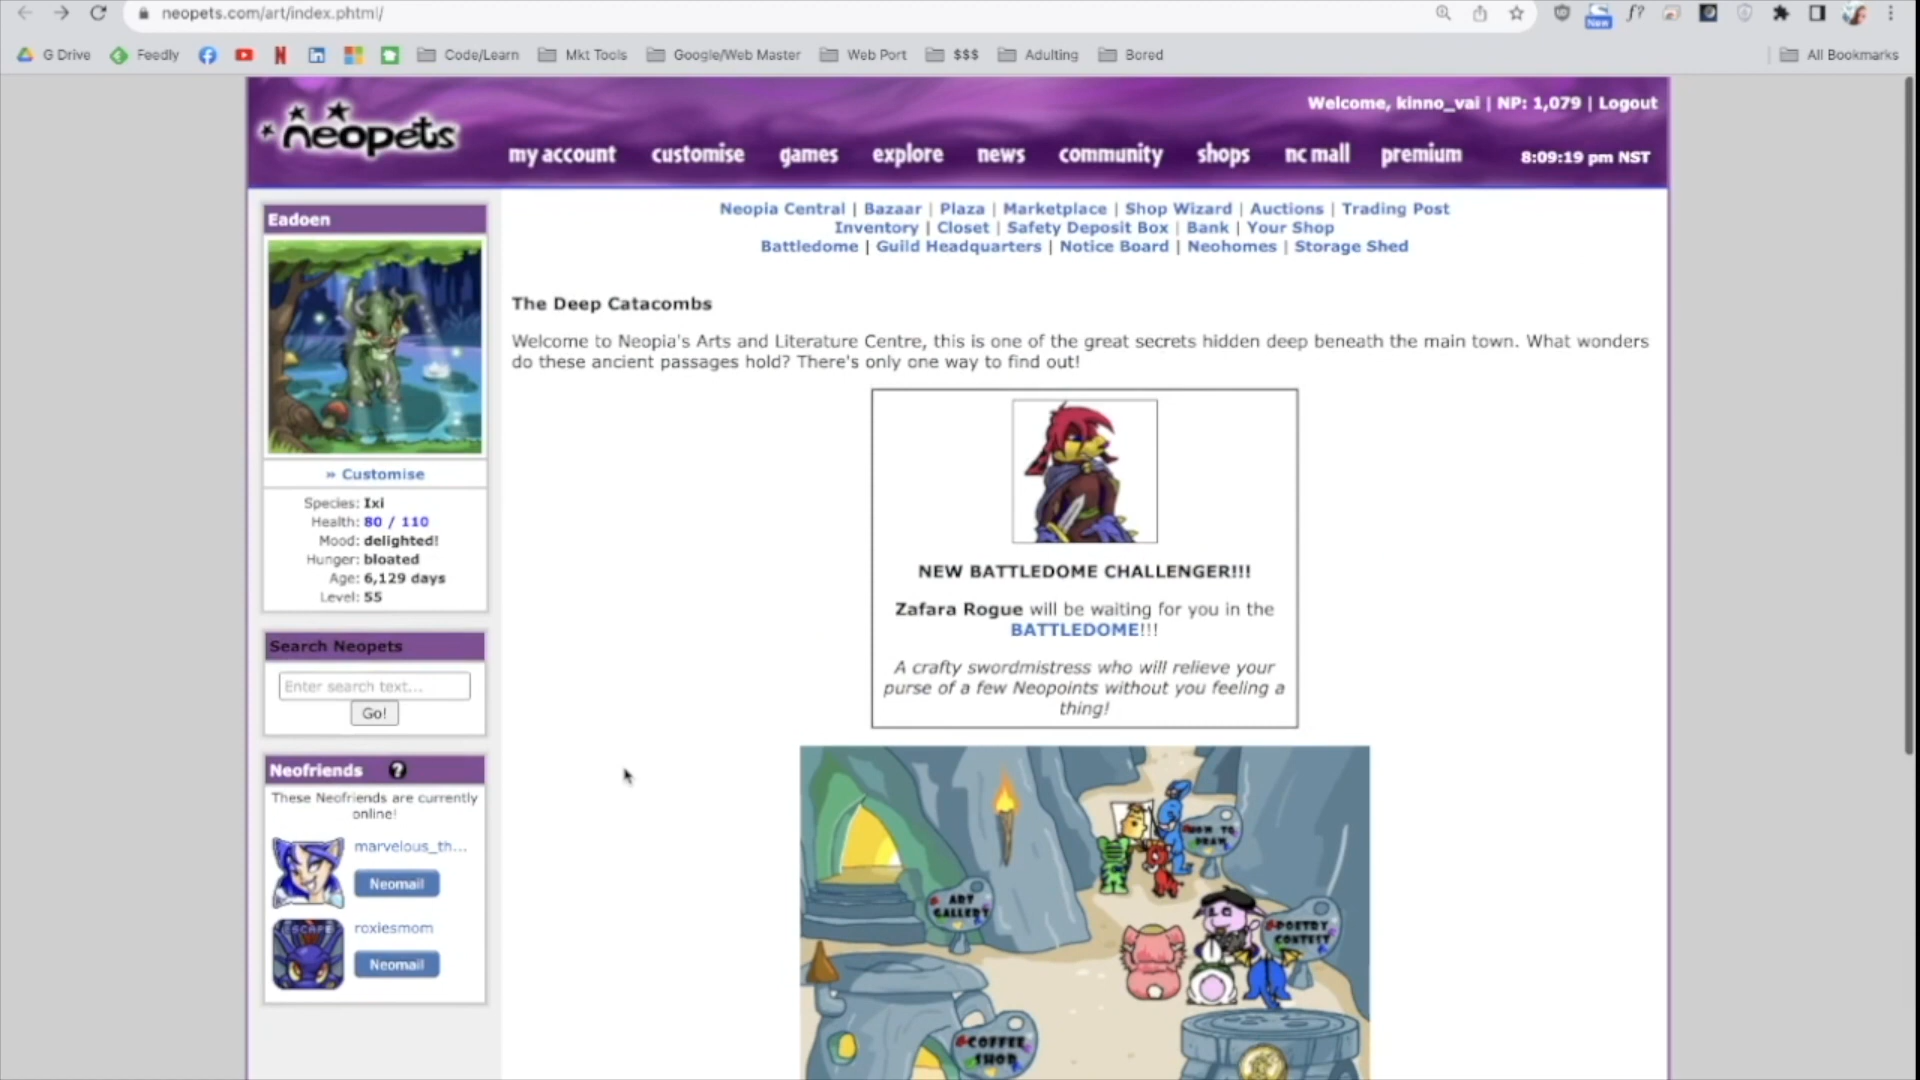 neopets.com/art/index.phtml/
New
f?
G Drive
Feedly
Code/Learn
Mkt Tools
Google/Web Master
Web Port
$$$
Adulting
Bored
All Bookmarks
neopets
Welcome, kinno_vai | NP: 1,079 | Logout
my account customise games explore news community shops nc mall premium
8:09:19 pm NST
Neopia Central | Bazaar | Plaza | Marketplace | Shop Wizard | Auctions | Trading Post
Inventory | Closet | Safety Deposit Box | Bank | Your Shop
Battledome | Guild Headquarters | Notice Board | Neohomes | Storage Shed
Eadoen
» Customise
Species: Ixi
Health: 80 / 110
Mood: delighted!
Hunger: bloated
Age: 6,129 days
Level: 55
Search Neopets
Enter search text...
Go!
Neofriends ?
These Neofriends are currently
online!
marvelous_th...
Neomail
ESCAPE
roxiesmom
Neomail
The Deep Catacombs
Welcome to Neopia's Arts and Literature Centre, this is one of the great secrets hidden deep beneath the main town. What wonders
do these ancient passages hold? There's only one way to find out!
NEW BATTLEDOME CHALLENGER!!!
Zafara Rogue will be waiting for you in the
BATTLEDOME!!!
A crafty swordmistress who will relieve your
purse of a few Neopoints without you feeling a
thing!
HOW TO
DRAW
ART
GALLERY
POETRY
CONTEST
COFFEE
SHOP